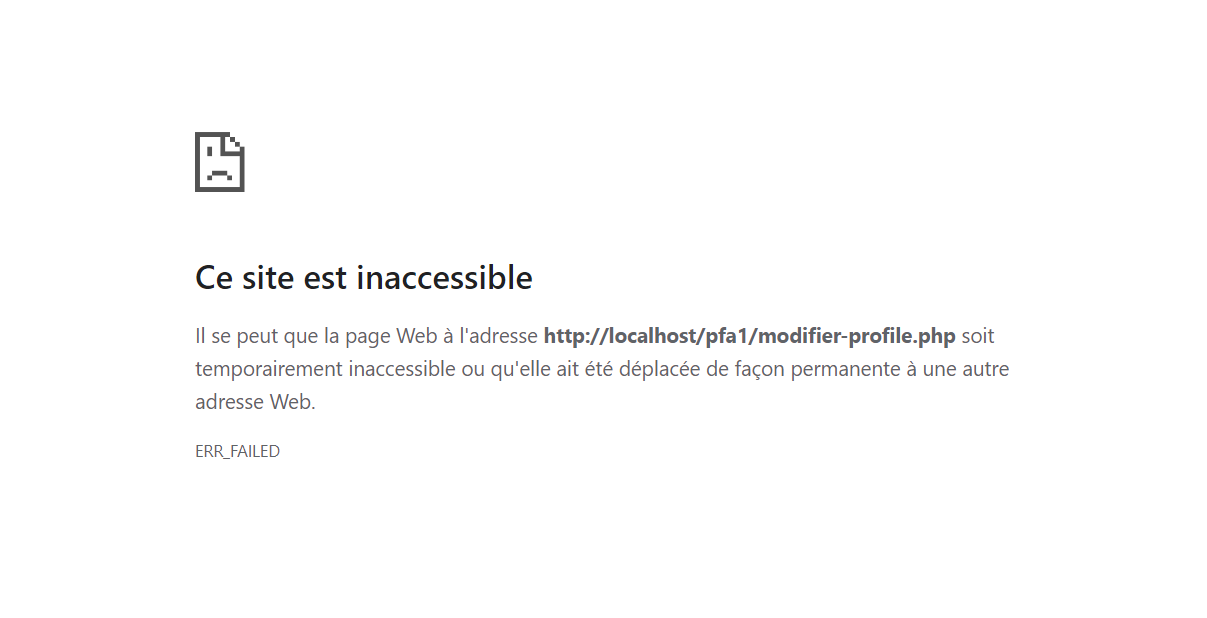 Ce site est inaccessible
Il se peut que la page Web à l'adresse http://localhost/pfa1/modifier-profile.php soit
temporairement inaccessible ou qu'elle ait été déplacée de façon permanente à une autre
adresse Web.
ERR_FAILED